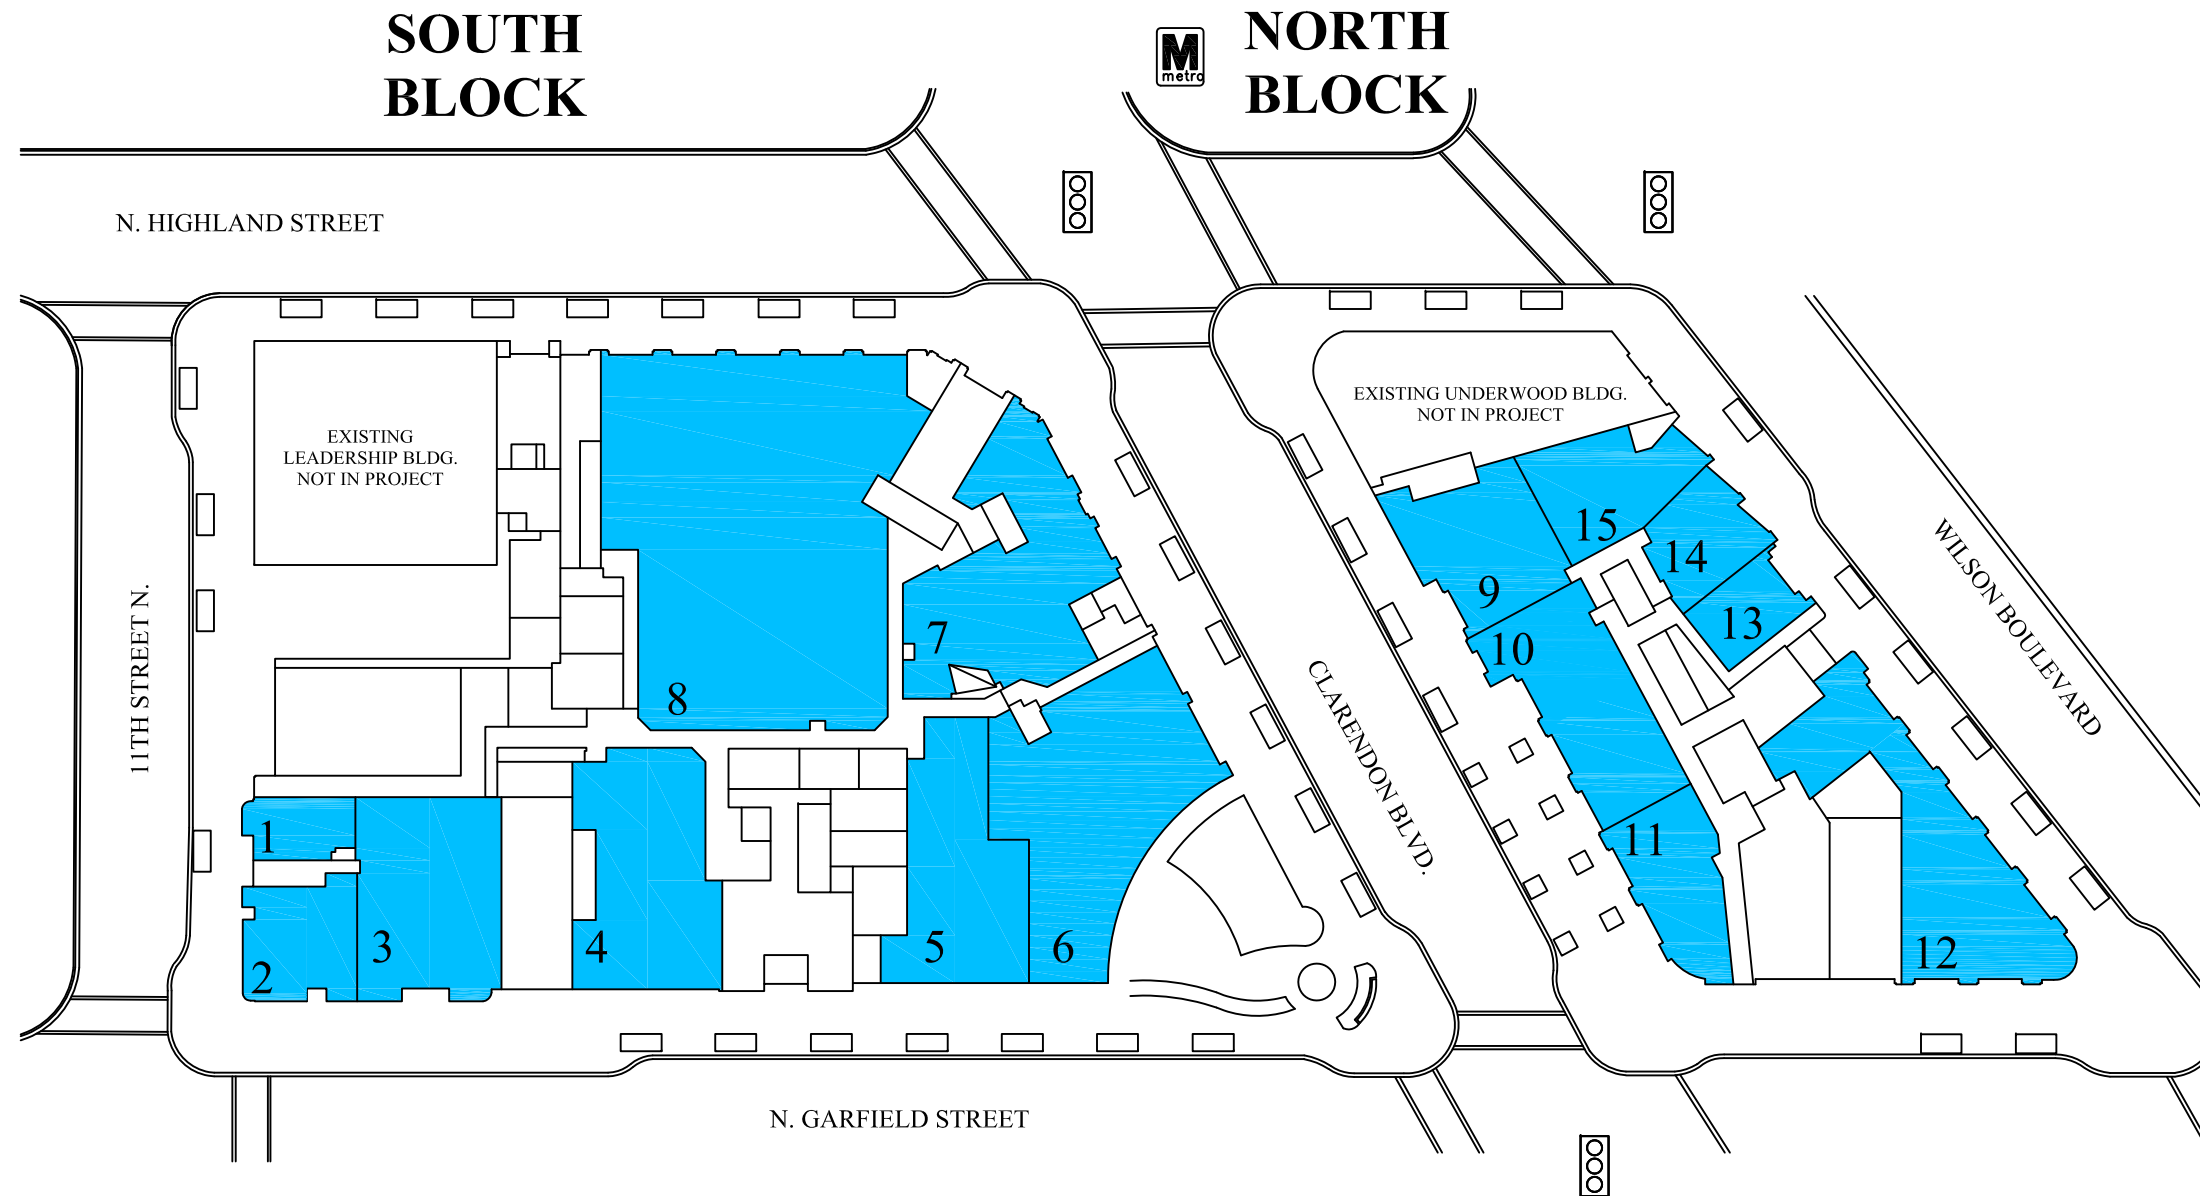 SOUTH
BLOCK
M
metro
NORTH
BLOCK
N. HIGHLAND STREET
EXISTING
LEADERSHIP BLDG.
NOT IN PROJECT
EXISTING UNDERWOOD BLDG.
NOT IN PROJECT
11TH STREET N.
CLARENDON BLVD.
WILSON BOULEVARD
1
2
3
4
5
6
7
8
9
10
11
12
13
14
15
N. GARFIELD STREET